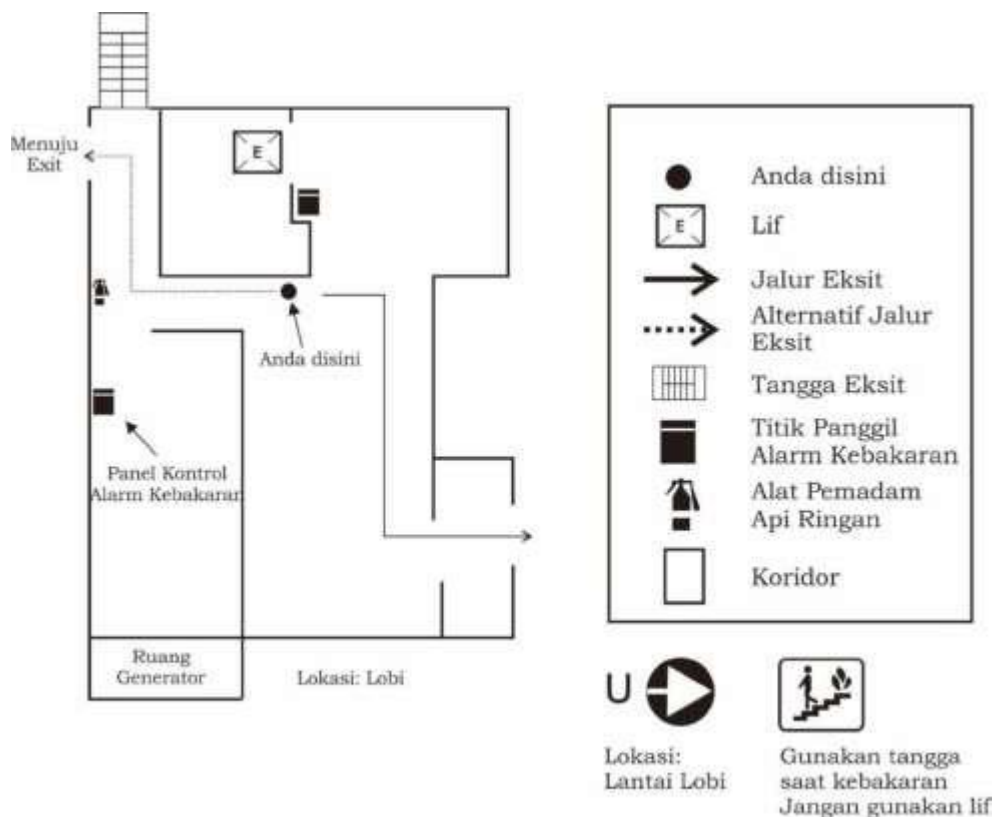 Menuju
Exit
E
Anda disini
Panel Kontrol
Alarm Kebakaran
Ruang
Generator
Lokasi: Lobi
Anda disini
E
Lif
Jalur Eksit
Alternatif Jalur
Eksit
Tangga Eksit
Titik Panggil
Alarm Kebakaran
Alat Pemadam
Api Ringan
Koridor
U
Lokasi:
Lantai Lobi
Gunakan tangga
saat kebakaran
Jangan gunakan lif